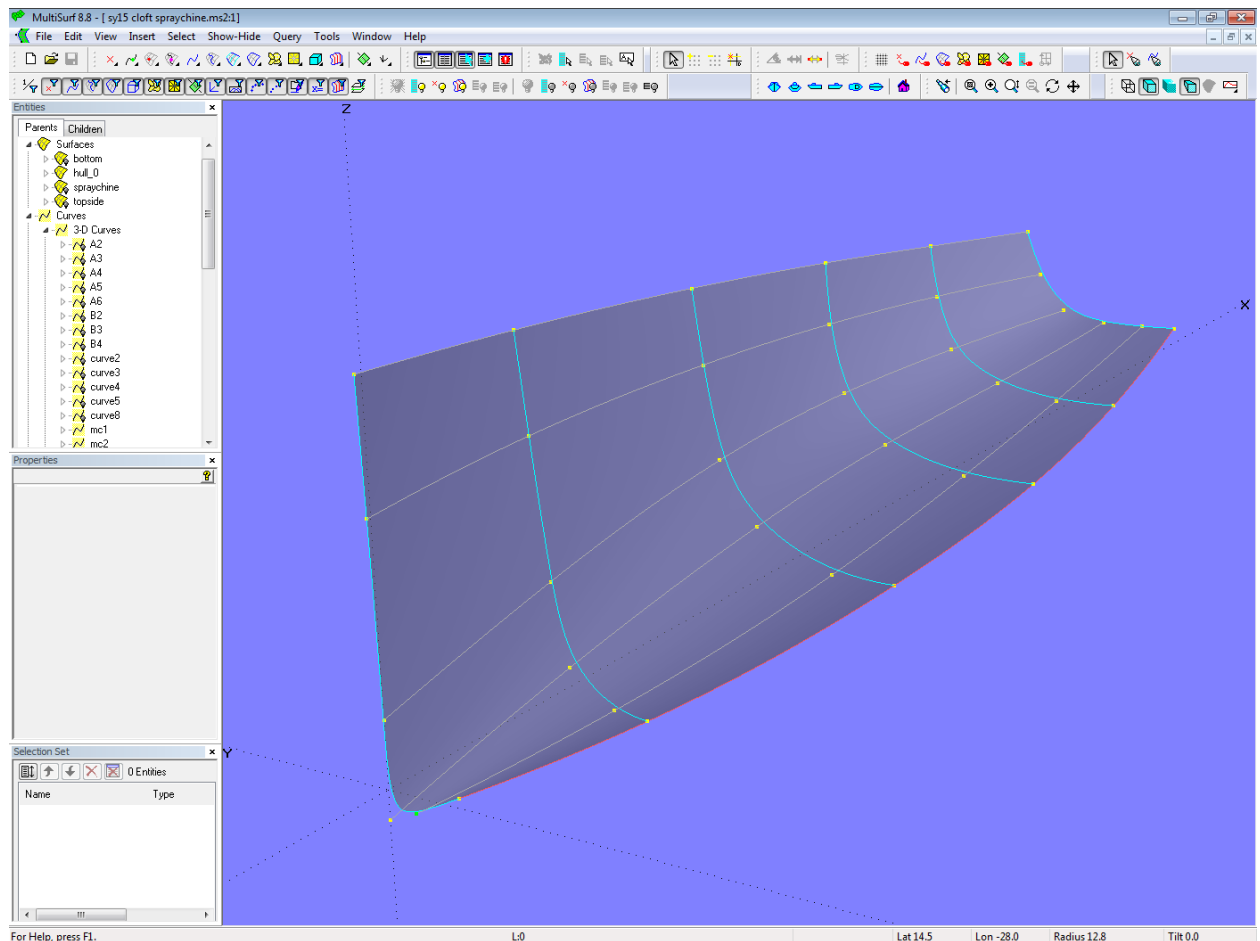 MultiSurf 8.8 - [ sy15 cloft spraychine.ms2:1]
File Edit View Insert Select Show-Hide Query Tools Window Help
Entities
Parents Children
Surfaces
bottom
hull_0
spraychine
topside
Curves
3-D Curves
A2
A3
A4
A5
A6
B2
B3
B4
curve2
curve3
curve4
curve5
curve8
mc1
mc2
Properties
Selection Set
0 Entities
Name Type
Z
X
Y
For Help, press F1. L:0 Lat 14.5 Lon -28.0 Radius 12.8 Tilt 0.0